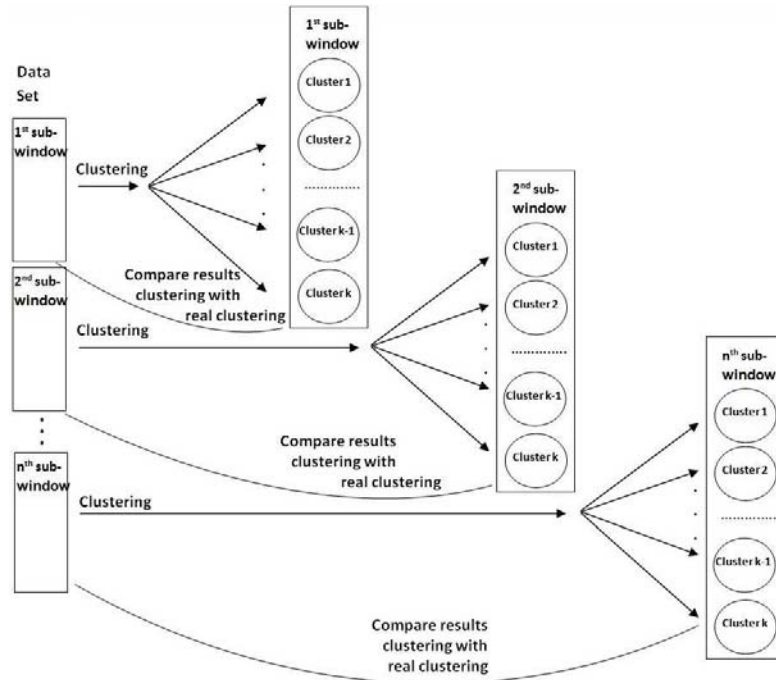 Data
Set
1st sub-
window
Clustering
1st sub-
window
Cluster1
Cluster2
Clusterk-1
Clusterk
Compare results
clustering with
real clustering
2nd sub-
window
Clustering
2nd sub-
window
Cluster1
Cluster2
Clusterk-1
Clusterk
Compare results
clustering with
real clustering
nth sub-
window
Clustering
nth sub-
window
Cluster1
Cluster2
Clusterk-1
Clusterk
Compare results
clustering with
real clustering